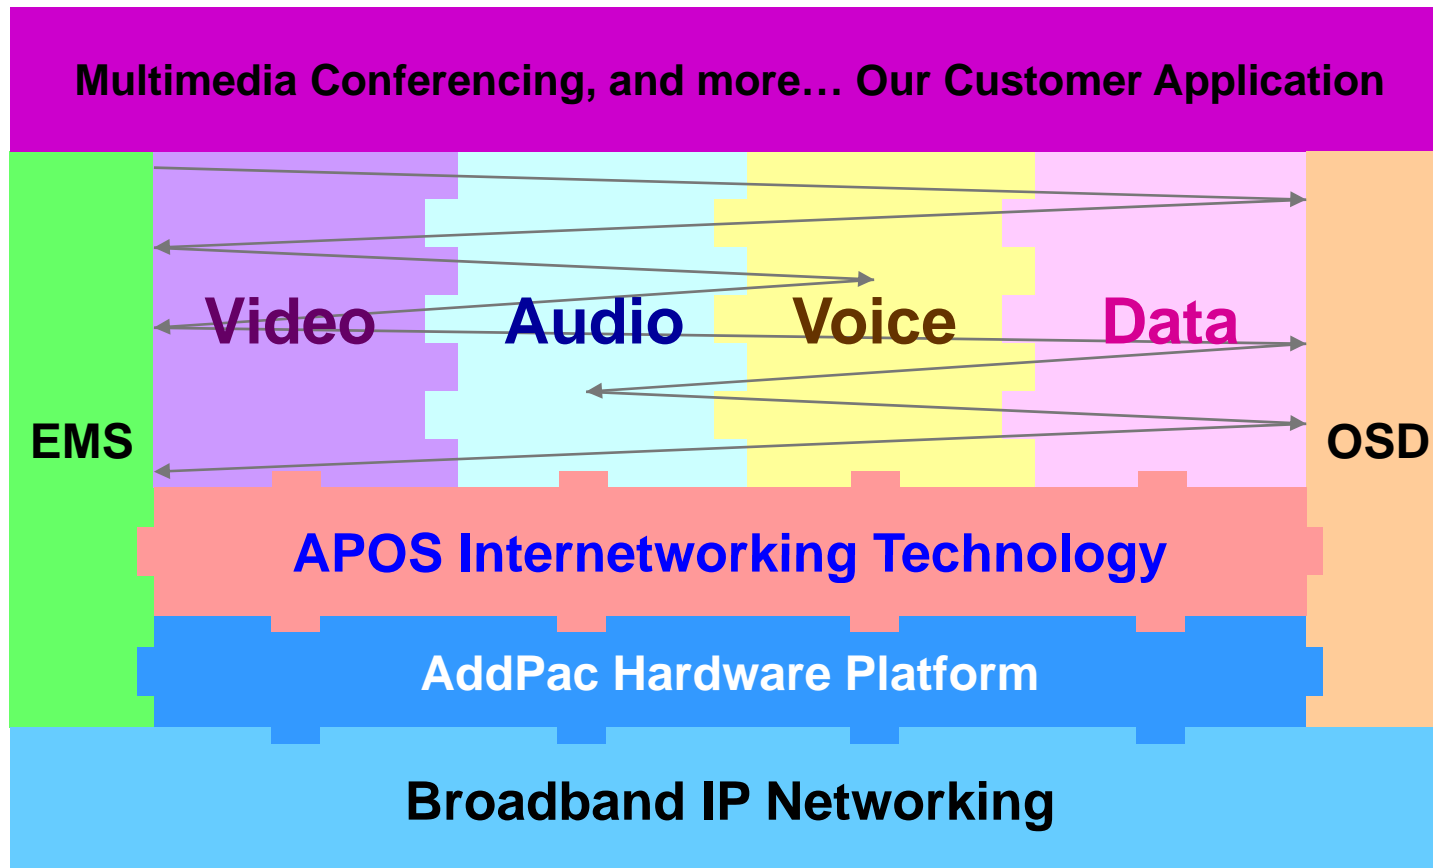 Multimedia Conferencing, and more… Our Customer Application
Video Audio Voice Data
EMS OSD
APOS Internetworking Technology
AddPac Hardware Platform
Broadband IP Networking